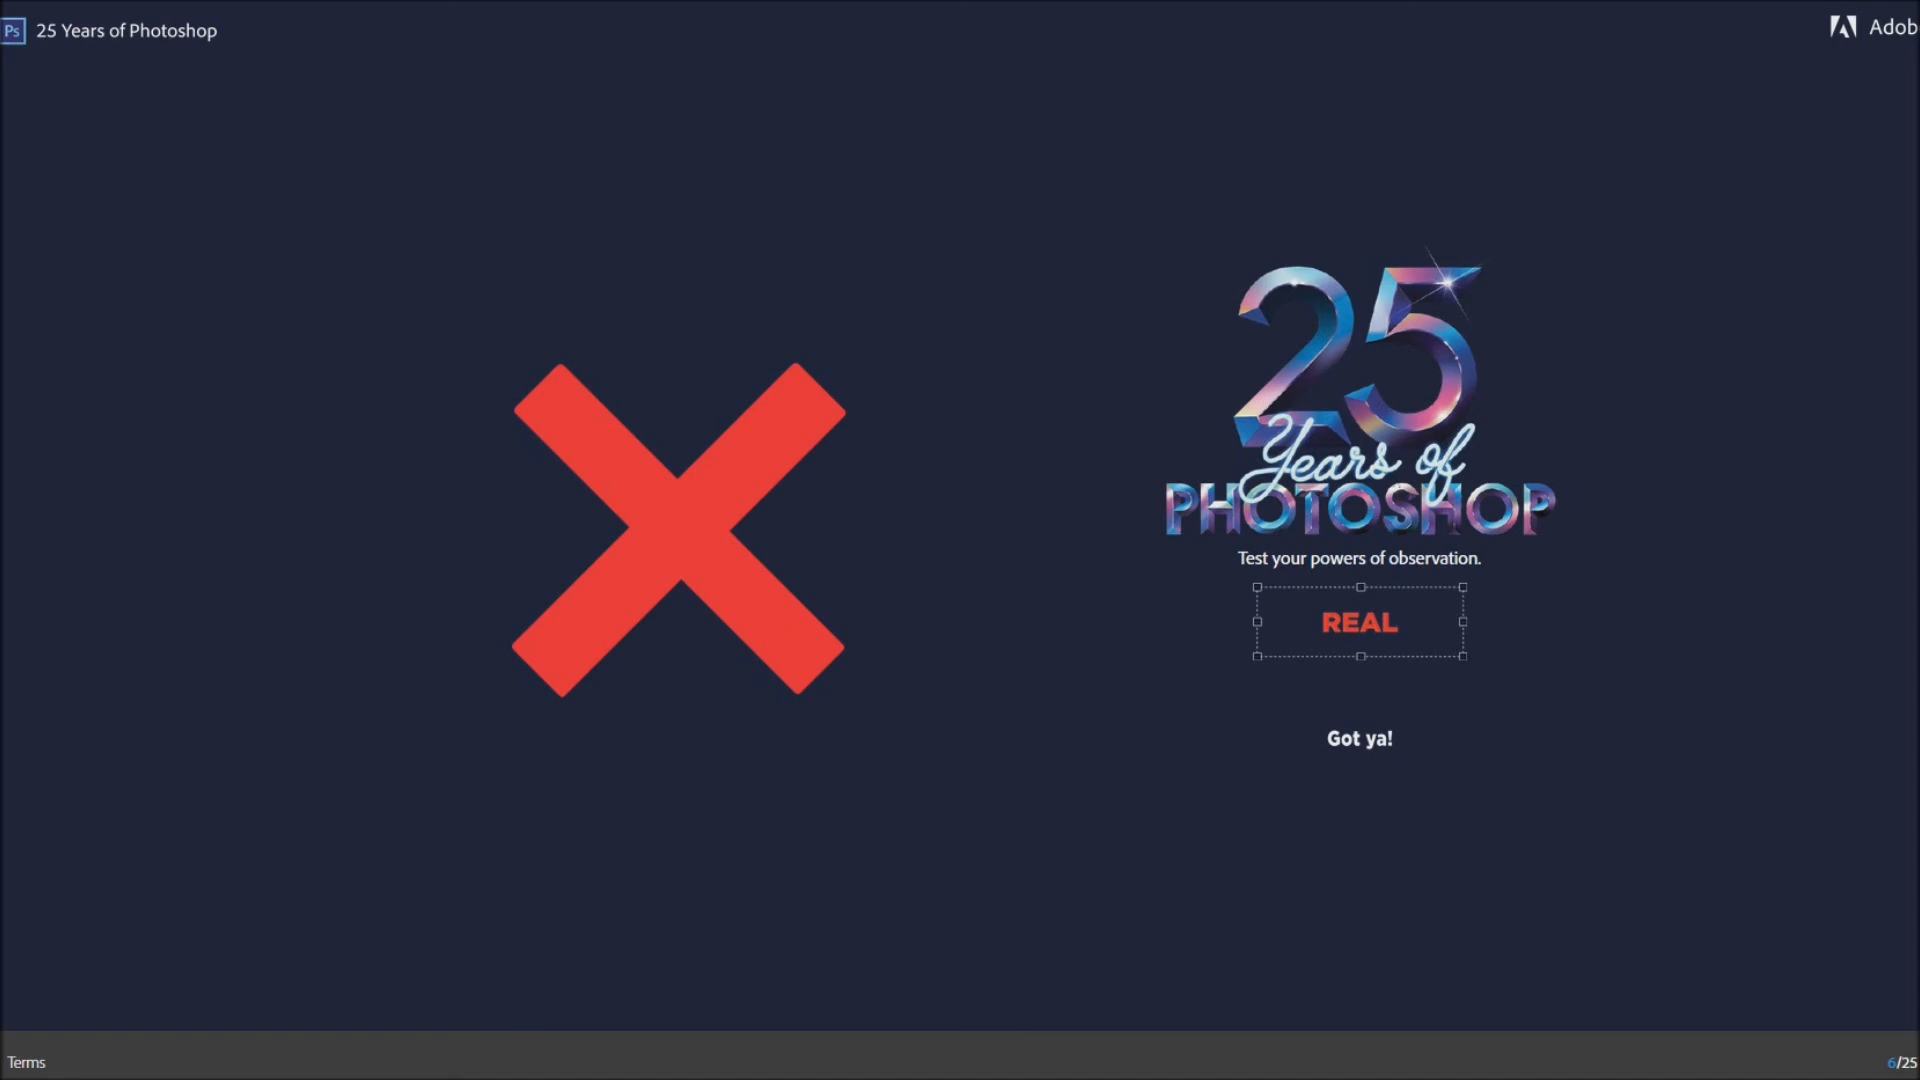 Ps 25 Years of Photoshop
Adob
25
Years of
PHOTOSHOP
Test your powers of observation.
REAL
Got ya!
Terms
6/25